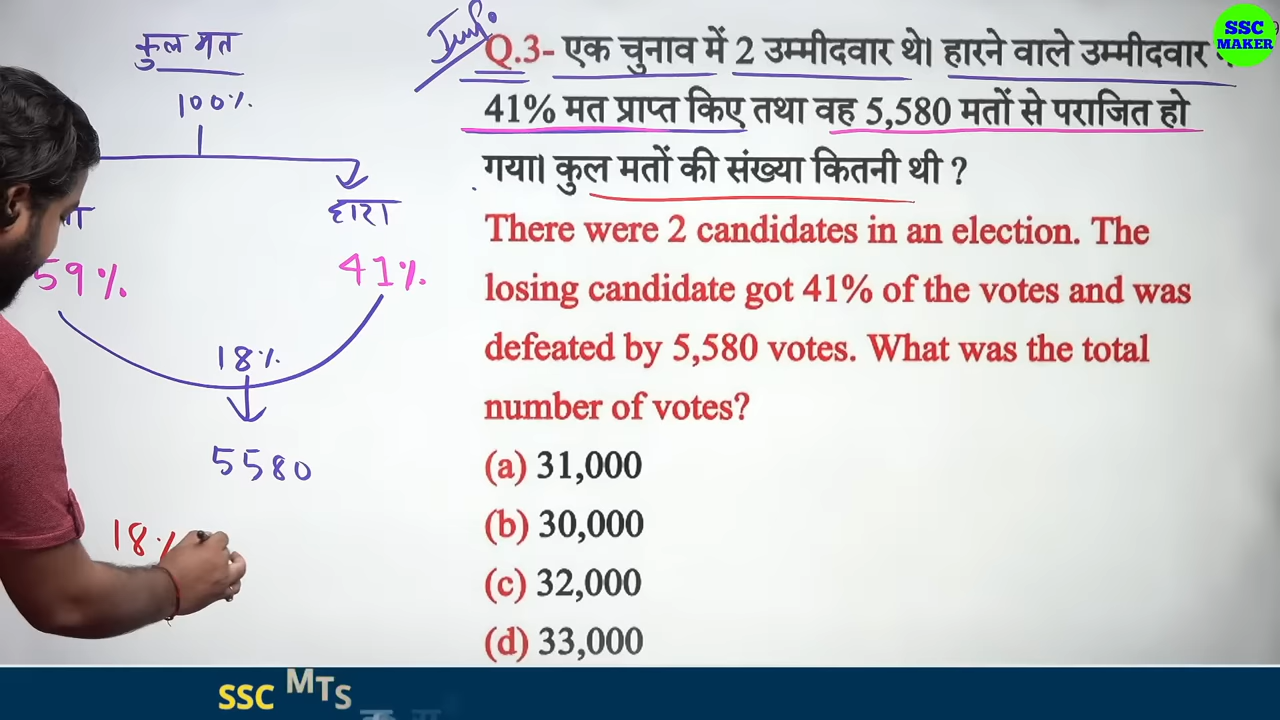 कुल मत
100%
हारा
59%
41%
18%
5580
18%
Imp.
Q.3- एक चुनाव में 2 उम्मीदवार थे। हारने वाले उम्मीदवार
41% मत प्राप्त किए तथा वह 5,580 मतों से पराजित हो
गया। कुल मतों की संख्या कितनी थी ?
There were 2 candidates in an election. The
losing candidate got 41% of the votes and was
defeated by 5,580 votes. What was the total
number of votes?
(a) 31,000
(b) 30,000
(c) 32,000
(d) 33,000
SSC
MAKER
SSC MTS